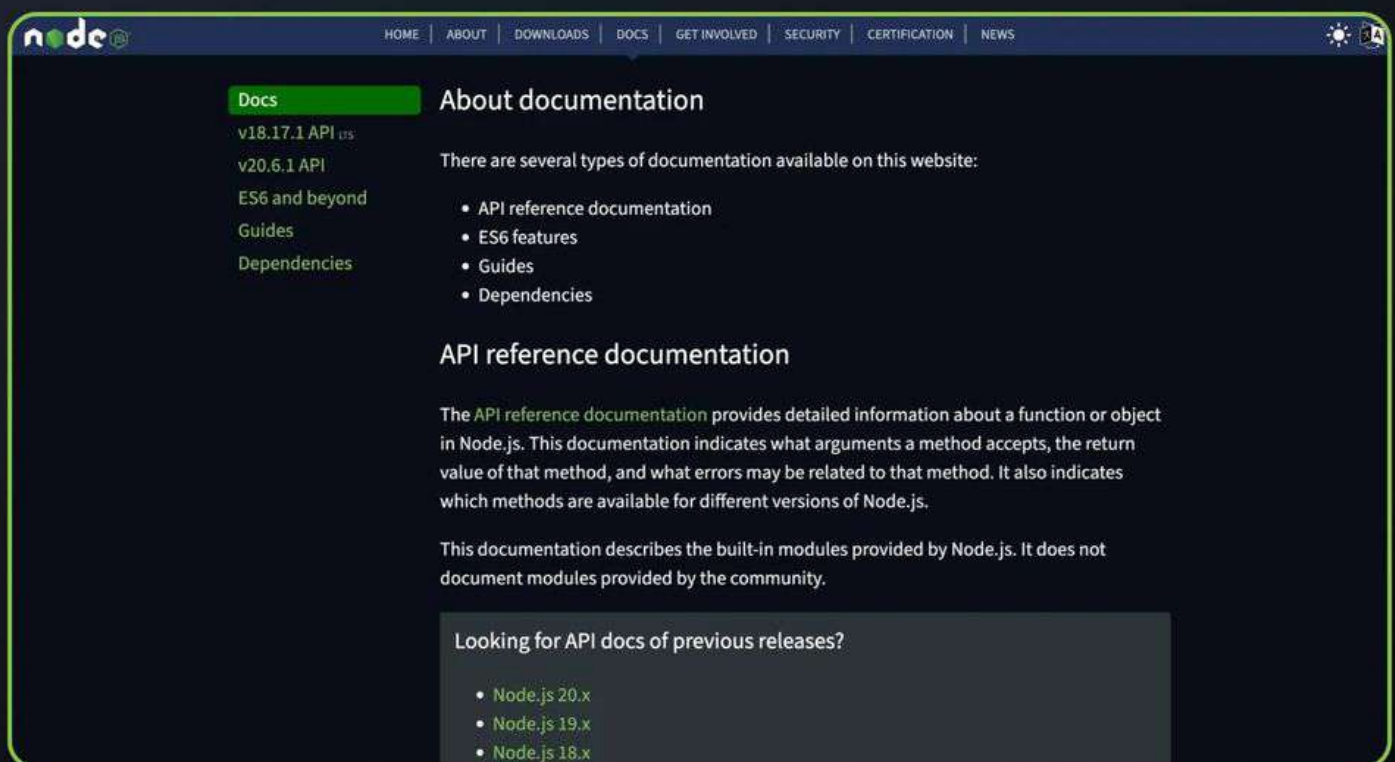 node JS
HOME | ABOUT | DOWNLOADS | DOCS | GET INVOLVED | SECURITY | CERTIFICATION | NEWS
Docs
v18.17.1 API LTS
v20.6.1 API
ES6 and beyond
Guides
Dependencies
About documentation
There are several types of documentation available on this website:
• API reference documentation
• ES6 features
• Guides
• Dependencies
API reference documentation
The API reference documentation provides detailed information about a function or object
in Node.js. This documentation indicates what arguments a method accepts, the return
value of that method, and what errors may be related to that method. It also indicates
which methods are available for different versions of Node.js.
This documentation describes the built-in modules provided by Node.js. It does not
document modules provided by the community.
Looking for API docs of previous releases?
• Node.js 20.x
• Node.js 19.x
• Node.js 18.x